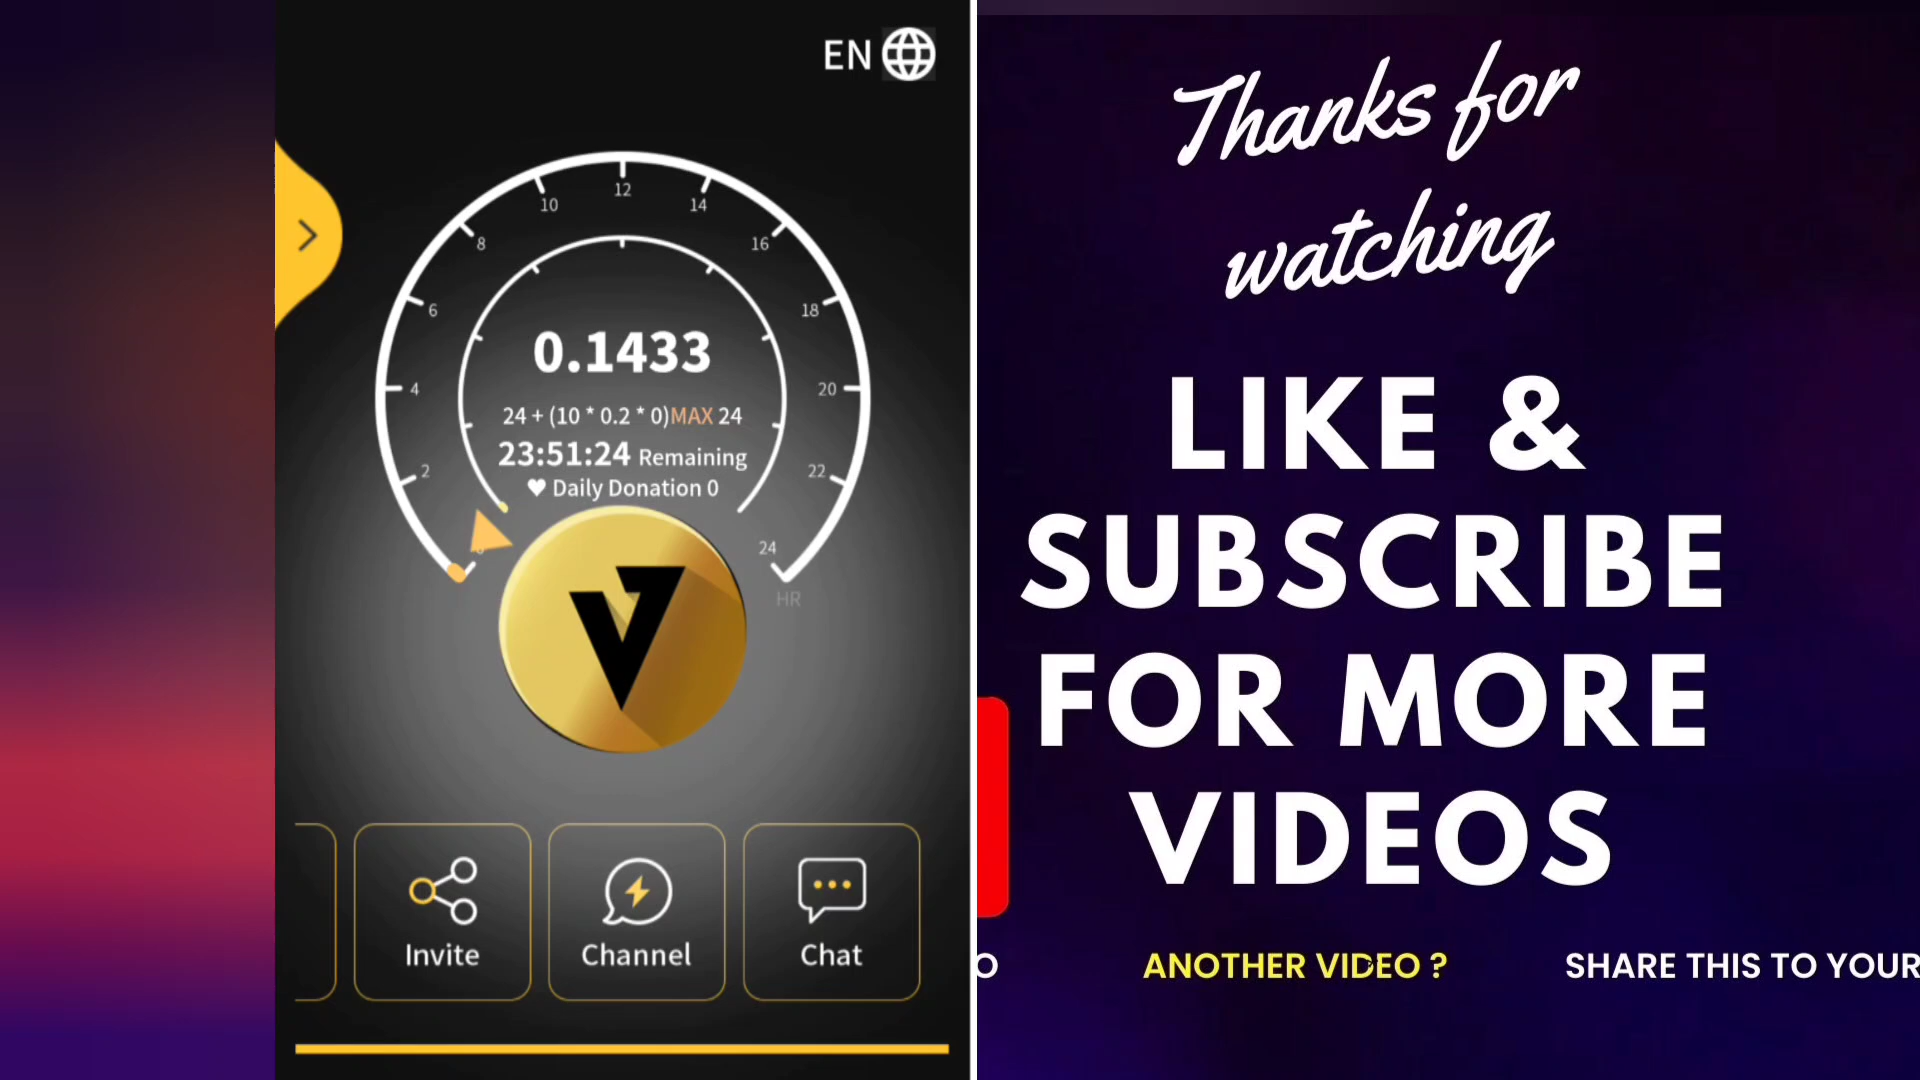 EN
12
10
14
8
16
6
18
0.1433
4
20
24 + (10 * 0.2 * 0)MAX 24
23:51:24 Remaining
2
22
♥ Daily Donation 0
24
HR
Invite
Channel
Chat
Thanks for
watching
LIKE &
SUBSCRIBE
FOR MORE
VIDEOS
O
ANOTHER VIDEO ?
SHARE THIS TO YOUR